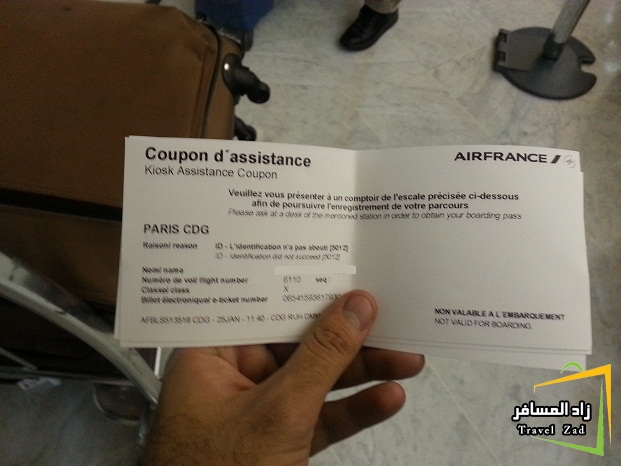 Coupon d'assistance
Kiosk Assistance Coupon
AIRFRANCE
Veuillez vous présenter à un comptoir de l'escale précisée ci-dessous
afin de poursuivre l'enregistrement de votre parcours
Please ask at a desk of the mentioned station in order to obtain your boarding pass
PARIS CDG
Raison/ reason ID - L'identification n'a pas abouti [5012]
ID - identification did not succeed [5012]
Nom/ name
Numéro de vol/ flight number 6110 seq :
Classe/ class X
Billet électronique/ e-ticket number
CDG - 25JAN - 11:40 - CDG RUH DMM
NON VALABLE A L'EMBARQUEMENT
NOT VALID FOR BOARDING.
زاد المسافر
Travel Zad